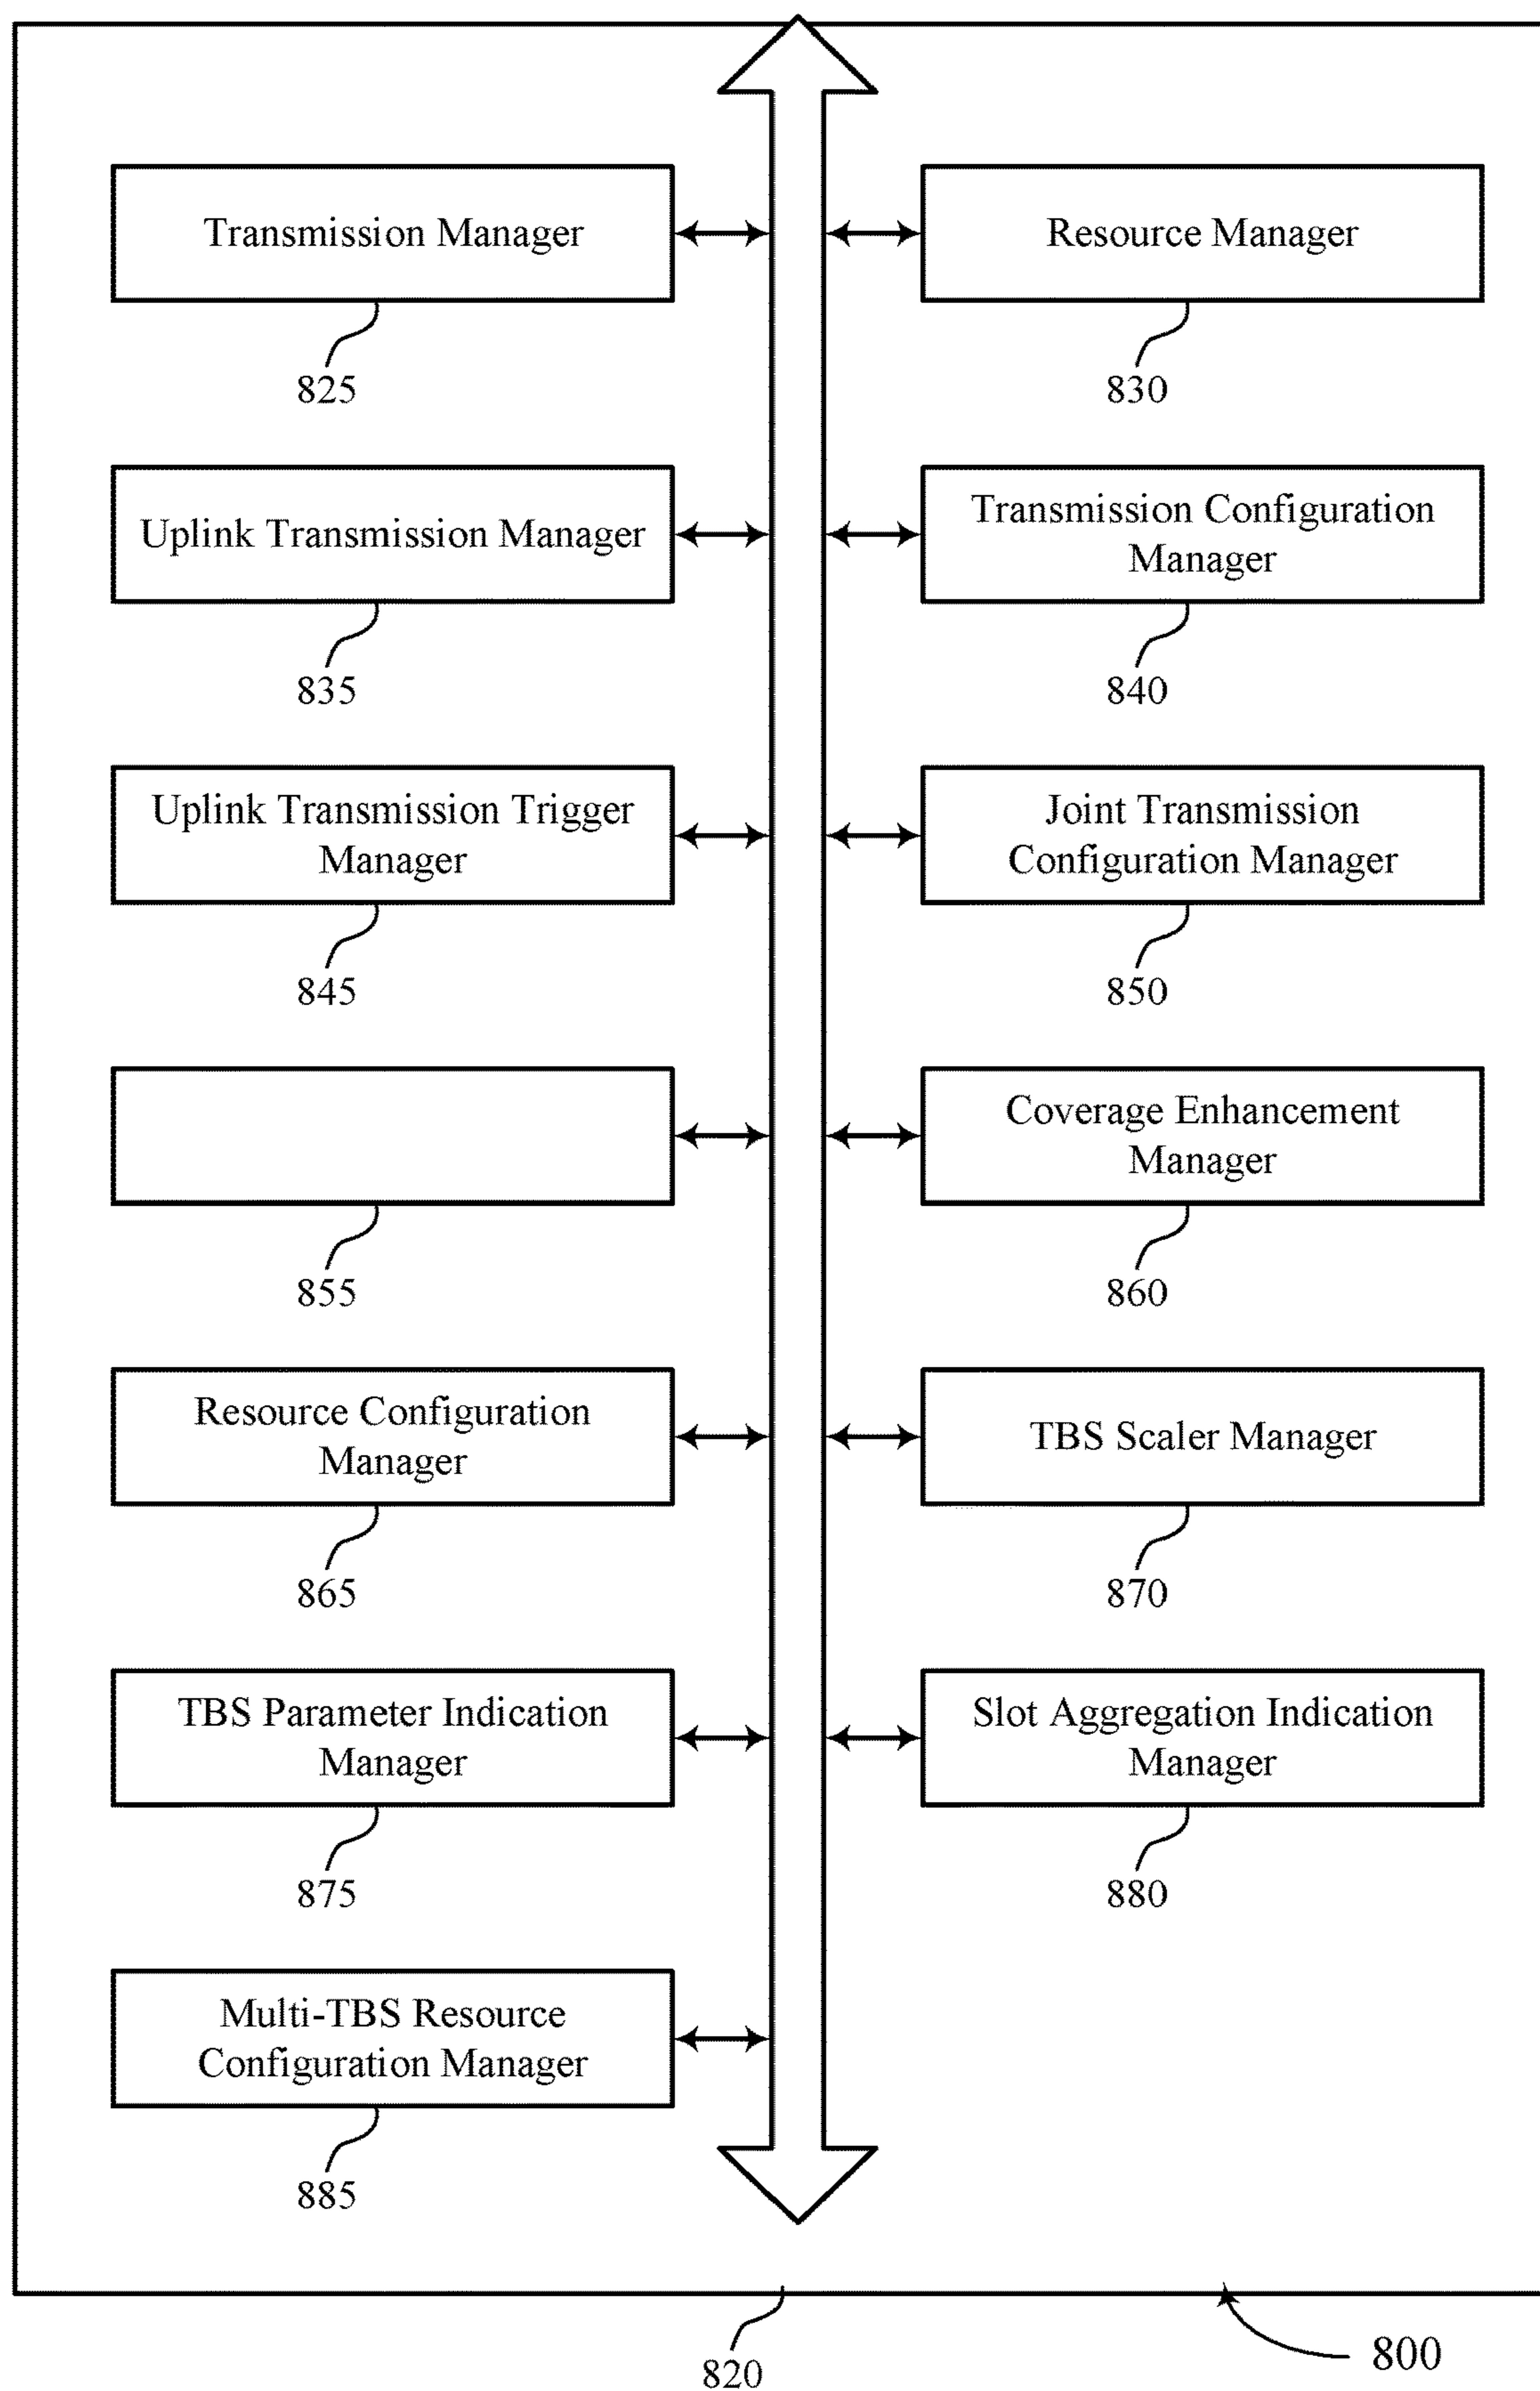 Transmission Manager
Resource Manager
825
830
Uplink Transmission Manager
Transmission Configuration
Manager
835
840
Uplink Transmission Trigger
Manager
Joint Transmission
Configuration Manager
845
850
Coverage Enhancement
Manager
855
860
Resource Configuration
Manager
TBS Scaler Manager
865
870
TBS Parameter Indication
Manager
Slot Aggregation Indication
Manager
875
880
Multi-TBS Resource
Configuration Manager
885
820
800